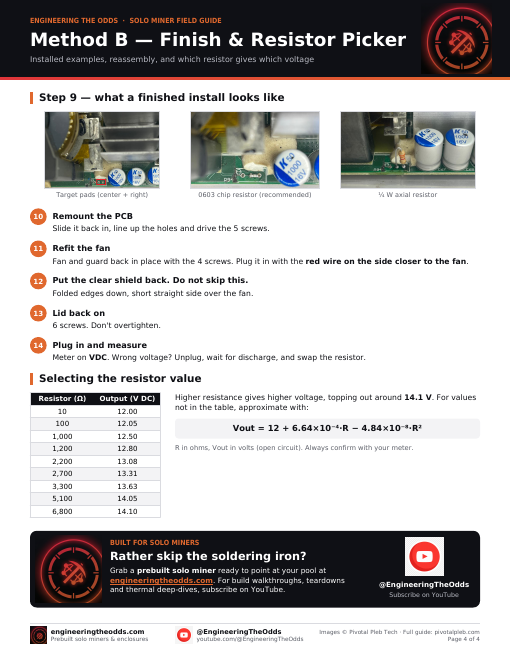 ENGINEERING THE ODDS · SOLO MINER FIELD GUIDE
Method B — Finish & Resistor Picker
Installed examples, reassembly, and which resistor gives which voltage
Step 9 — what a finished install looks like
Target pads (center + right)
0603 chip resistor (recommended)
¼ W axial resistor
10 Remount the PCB
Slide it back in, line up the holes and drive the 5 screws.
11 Refit the fan
Fan and guard back in place with the 4 screws. Plug it in with the red wire on the side closer to the fan.
12 Put the clear shield back. Do not skip this.
Folded edges down, short straight side over the fan.
13 Lid back on
6 screws. Don't overtighten.
14 Plug in and measure
Meter on VDC. Wrong voltage? Unplug, wait for discharge, and swap the resistor.
Selecting the resistor value
Resistor (Ω) Output (V DC)
10 12.00
100 12.05
1,000 12.50
1,200 12.80
2,200 13.08
2,700 13.31
3,300 13.63
5,100 14.05
6,800 14.10
Higher resistance gives higher voltage, topping out around 14.1 V. For values
not in the table, approximate with:
Vout = 12 + 6.64×10⁻⁴·R − 4.84×10⁻⁸·R²
R in ohms, Vout in volts (open circuit). Always confirm with your meter.
BUILT FOR SOLO MINERS
Rather skip the soldering iron?
Grab a prebuilt solo miner ready to point at your pool at
engineeringtheodds.com. For build walkthroughs, teardowns
and thermal deep-dives, subscribe on YouTube.
@EngineeringTheOdds
Subscribe on YouTube
engineeringtheodds.com
Prebuilt solo miners & enclosures
@EngineeringTheOdds
youtube.com/@EngineeringTheOdds
Images © Pivotal Pleb Tech · Full guide: pivotalpleb.com
Page 4 of 4